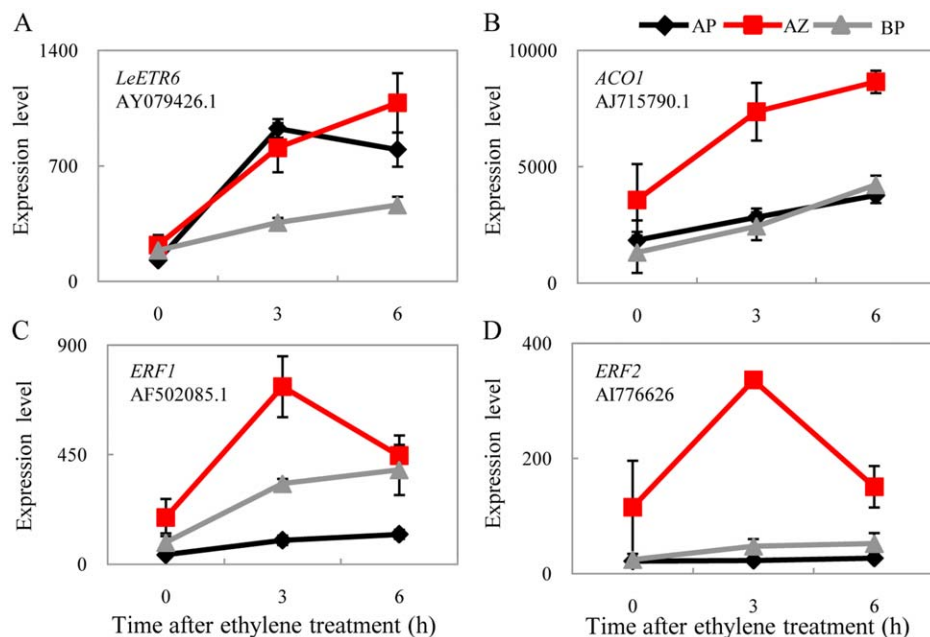 A
1400
LeETR6
AY079426.1
700
0
0 3 6
Expression level
B
AP AZ BP
10000
ACO1
AJ715790.1
5000
0
0 3 6
Expression level
C
900
ERF1
AF502085.1
450
0
0 3 6
Expression level
Time after ethylene treatment (h)
D
400
ERF2
AI776626
200
0
0 3 6
Expression level
Time after ethylene treatment (h)